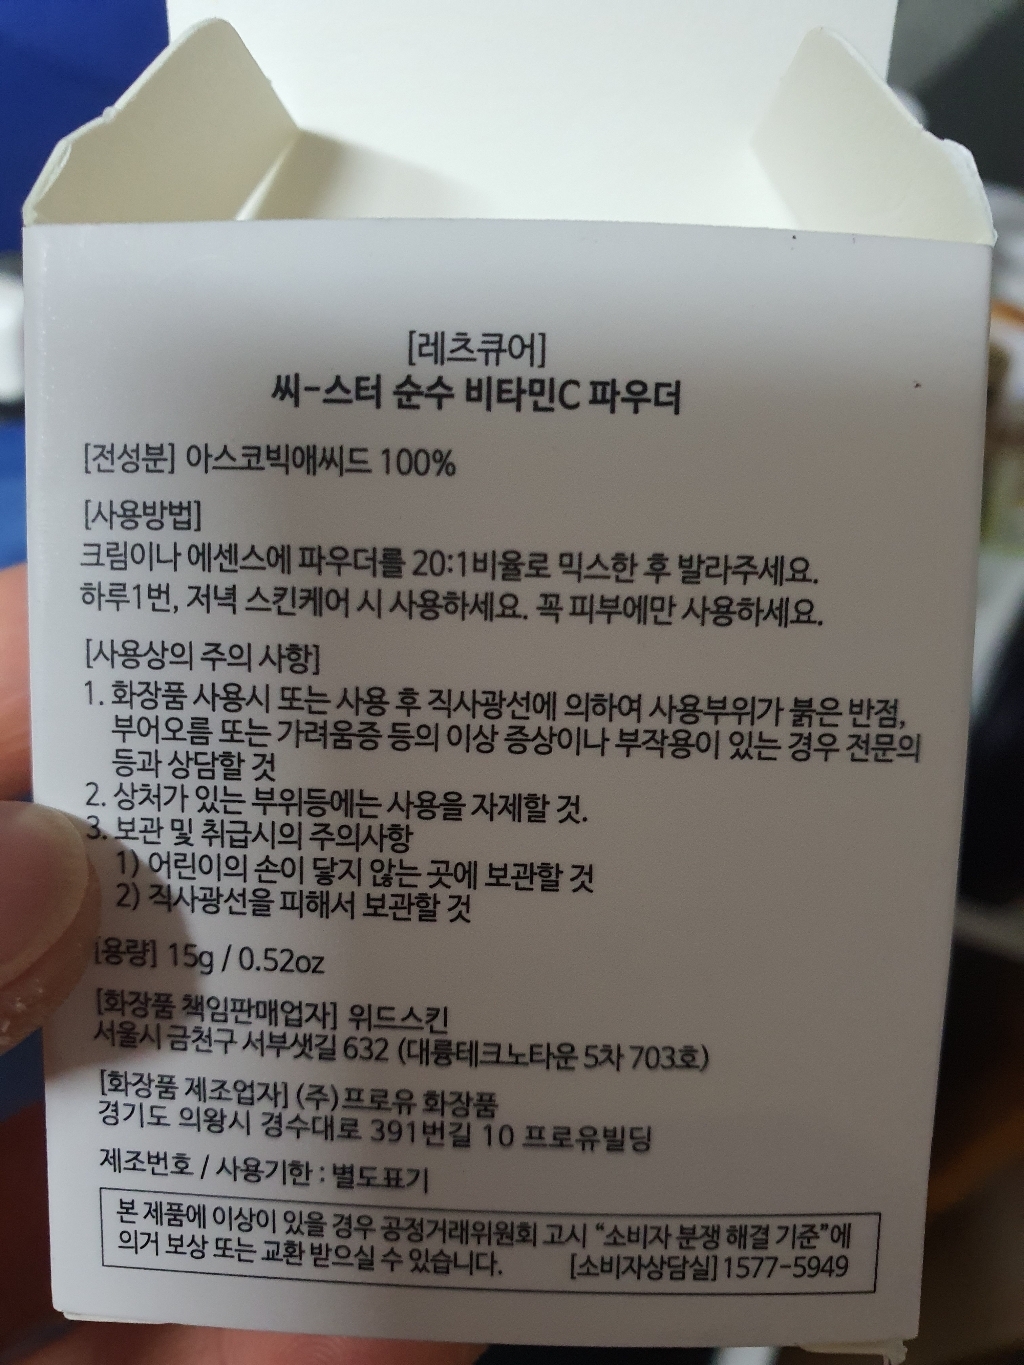 [레츠큐어]
씨-스터 순수 비타민C 파우더
[전성분] 아스코빅애씨드 100%
[사용방법]
크림이나 에센스에 파우더를 20:1비율로 믹스한 후 발라주세요.
하루1번, 저녁 스킨케어 시 사용하세요. 꼭 피부에만 사용하세요.
[사용상의 주의 사항]
1. 화장품 사용시 또는 사용 후 직사광선에 의하여 사용부위가 붉은 반점,
부어오름 또는 가려움증 등의 이상 증상이나 부작용이 있는 경우 전문의
등과 상담할 것
2. 상처가 있는 부위등에는 사용을 자제할 것.
3. 보관 및 취급시의 주의사항
1) 어린이의 손이 닿지 않는 곳에 보관할 것
2) 직사광선을 피해서 보관할 것
[용량] 15g / 0.52oz
[화장품 책임판매업자] 위드스킨
서울시 금천구 서부샛길 632 (대륭테크노타운 5차 703호)
[화장품 제조업자] (주)프로유 화장품
경기도 의왕시 경수대로 391번길 10 프로유빌딩
제조번호 / 사용기한 : 별도표기
본 제품에 이상이 있을 경우 공정거래위원회 고시 “소비자 분쟁 해결 기준”에
의거 보상 또는 교환 받으실 수 있습니다. [소비자상담실] 1577-5949